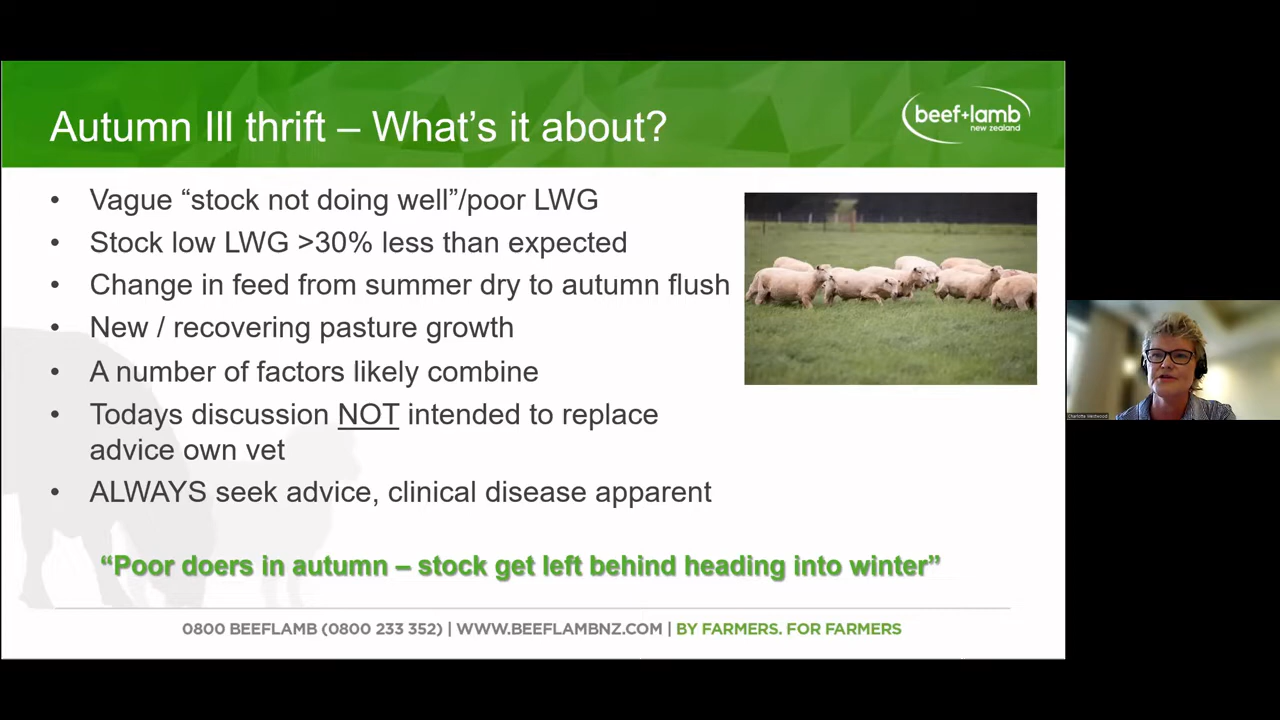 Autumn Ill thrift – What's it about?
beef+lamb
new zealand
• Vague “stock not doing well”/poor LWG
• Stock low LWG >30% less than expected
• Change in feed from summer dry to autumn flush
• New / recovering pasture growth
• A number of factors likely combine
• Todays discussion NOT intended to replace
advice own vet
• ALWAYS seek advice, clinical disease apparent
“Poor doers in autumn – stock get left behind heading into winter”
0800 BEEFLAMB (0800 233 352) | WWW.BEEFLAMBNZ.COM | BY FARMERS. FOR FARMERS
Charlotte Westwood